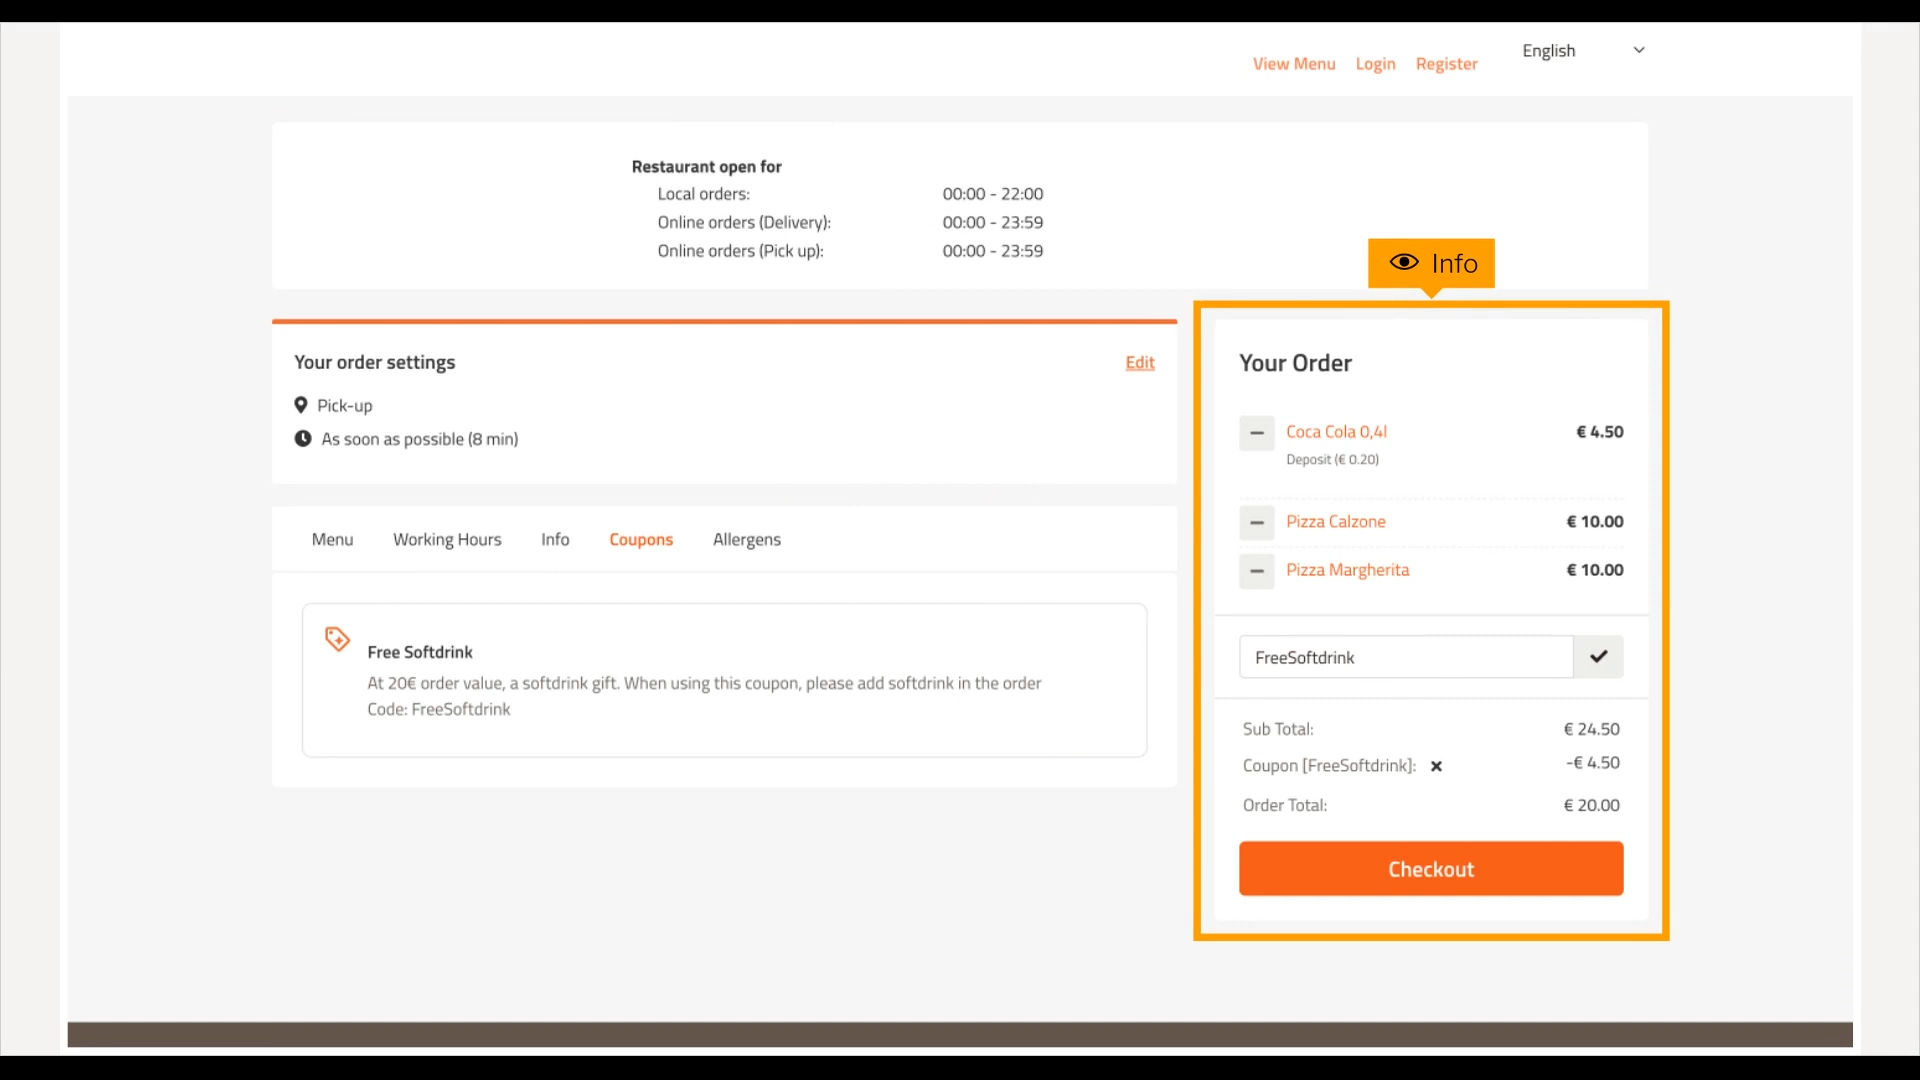 View Menu Login Register English
Restaurant open for
Local orders: 00:00 - 22:00
Online orders (Delivery): 00:00 - 23:59
Online orders (Pick up): 00:00 - 23:59
Info
Your order settings Edit
Pick-up
As soon as possible (8 min)
Menu Working Hours Info Coupons Allergens
Free Softdrink
At 20€ order value, a softdrink gift. When using this coupon, please add softdrink in the order
Code: FreeSoftdrink
Your Order
Coca Cola 0,4l € 4.50
Deposit (€ 0.20)
Pizza Calzone € 10.00
Pizza Margherita € 10.00
FreeSoftdrink
Sub Total: € 24.50
Coupon [FreeSoftdrink]: -€ 4.50
Order Total: € 20.00
Checkout